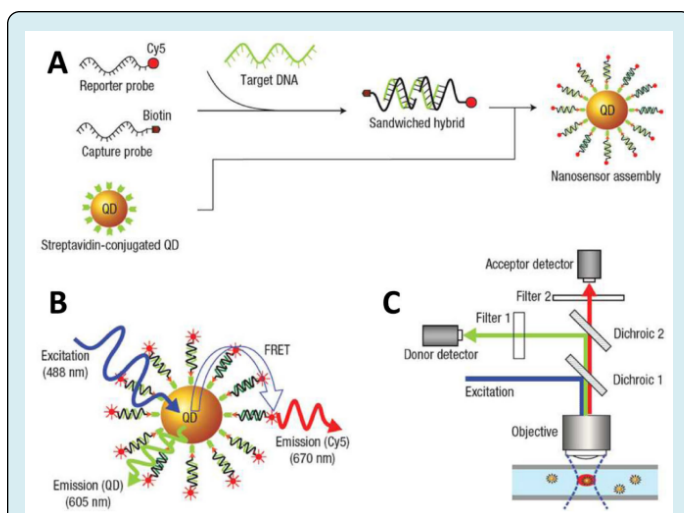 A
Cy5
Reporter probe
Target DNA
Biotin
Capture probe
Sandwiched hybrid
QD
Nanosensor assembly
QD
Streptavidin-conjugated QD
B
Excitation
(488 nm)
FRET
QD
Emission (Cy5)
(670 nm)
Emission (QD)
(605 nm)
C
Acceptor detector
Filter 2
Filter 1
Dichroic 2
Donor detector
Dichroic 1
Excitation
Objective